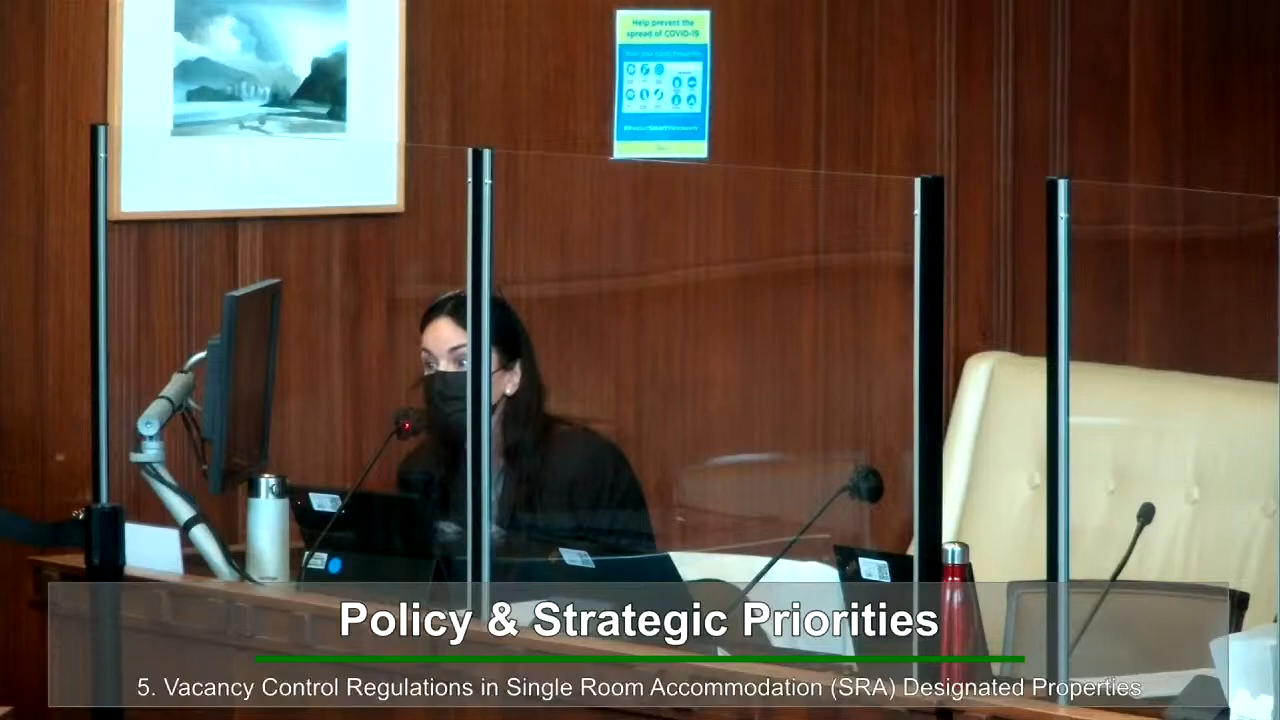 Help prevent the
spread of COVID-19
Policy & Strategic Priorities
5. Vacancy Control Regulations in Single Room Accommodation (SRA) Designated Properties